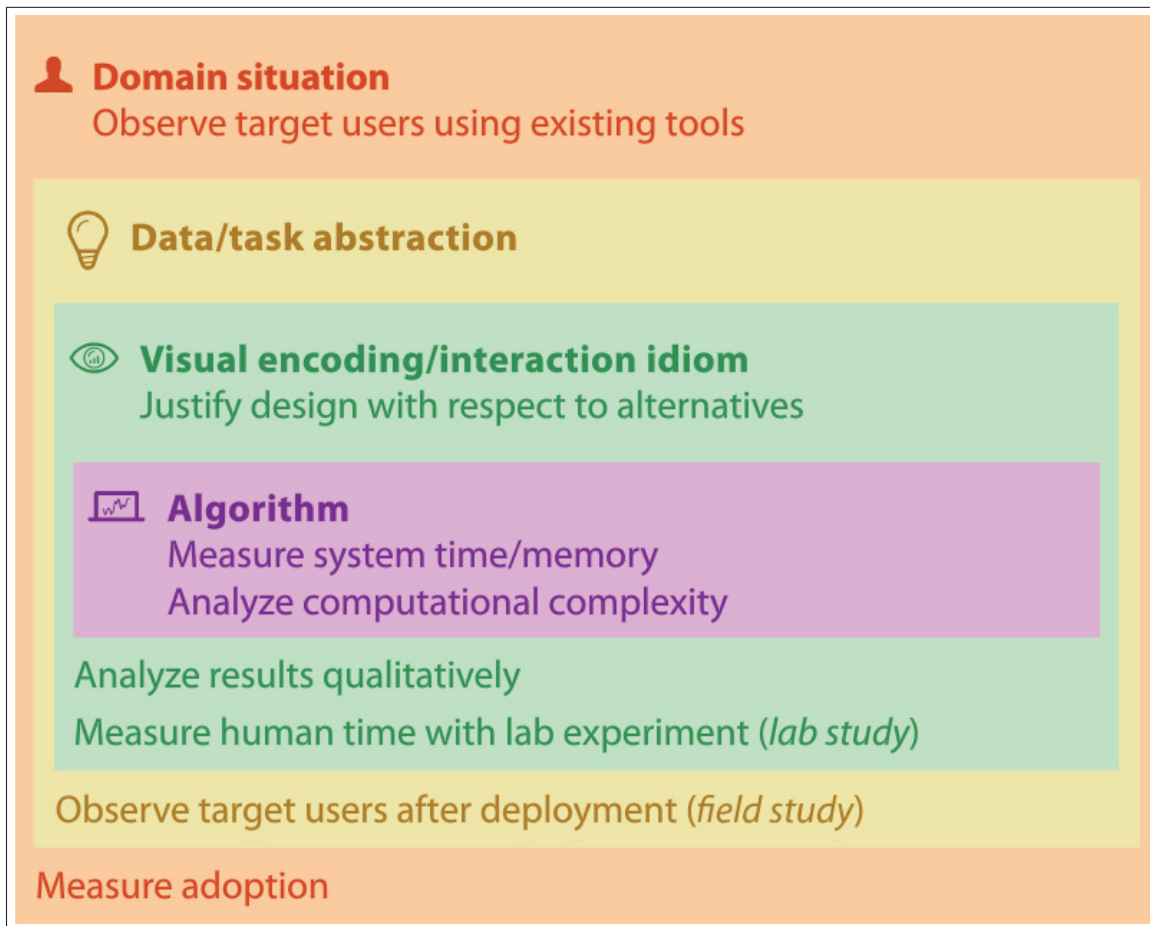 Domain situation
Observe target users using existing tools
Data/task abstraction
Visual encoding/interaction idiom
Justify design with respect to alternatives
Algorithm
Measure system time/memory
Analyze computational complexity
Analyze results qualitatively
Measure human time with lab experiment (lab study)
Observe target users after deployment (field study)
Measure adoption